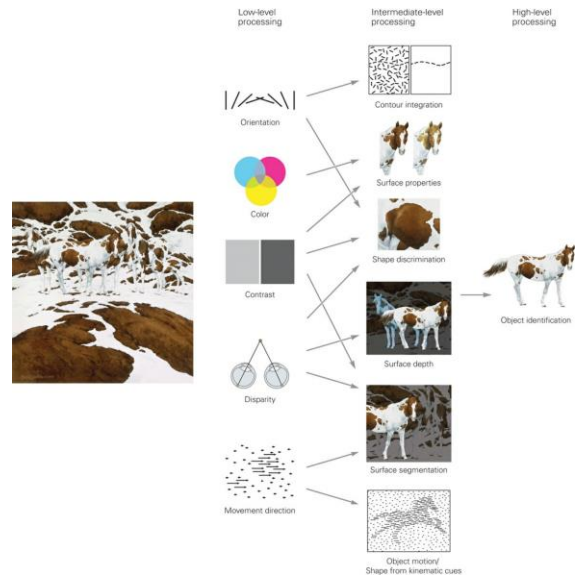 Low-level
processing
Intermediate-level
processing
High-level
processing
Orientation
Color
Contrast
Disparity
Movement direction
Contour integration
Surface properties
Shape discrimination
Surface depth
Surface segmentation
Object motion/
Shape from kinematic cues
Object identification